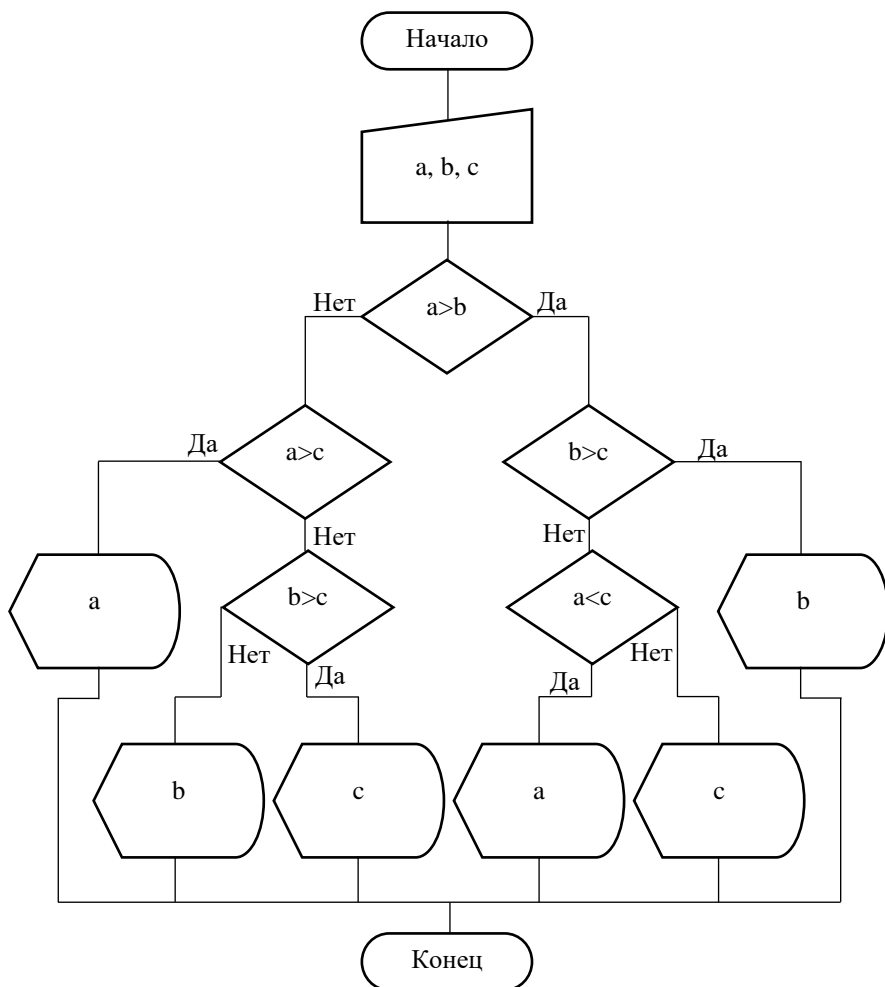 Начало
a, b, c
Нет
a>b
Да
Да
a>c
b>c
Да
Нет
Нет
a
b>c
a<c
b
Нет
Да
Да
Нет
b
c
a
c
Конец